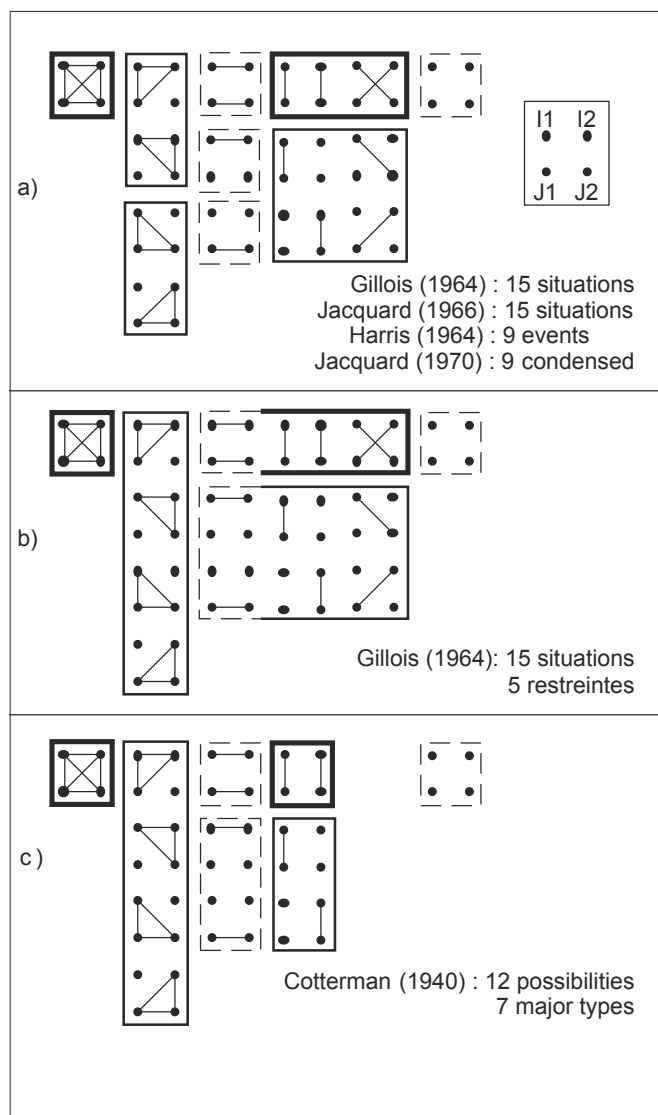 I1 I2
a)
J1 J2
Gillois (1964) : 15 situations
Jacquard (1966) : 15 situations
Harris (1964) : 9 events
Jacquard (1970) : 9 condensed
b)
Gillois (1964): 15 situations
5 restreintes
c )
Cotterman (1940) : 12 possibilities
7 major types